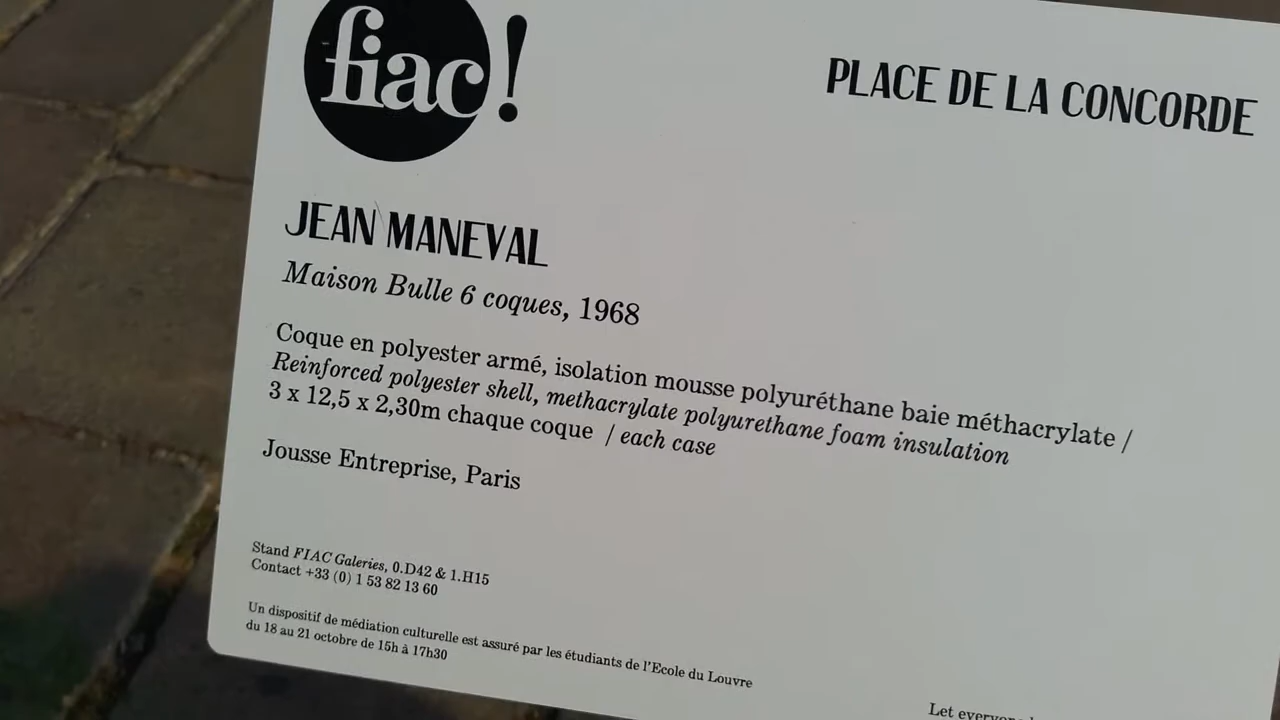 fiac!
PLACE DE LA CONCORDE
JEAN MANEVAL
Maison Bulle 6 coques, 1968
Coque en polyester armé, isolation mousse polyuréthane baie méthacrylate /
Reinforced polyester shell, methacrylate polyurethane foam insulation
3 x 12,5 x 2,30m chaque coque / each case
Jousse Entreprise, Paris
Stand FIAC Galeries, 0.D42 & 1.H15
Contact +33 (0) 1 53 82 13 60
Un dispositif de médiation culturelle est assuré par les étudiants de l'Ecole du Louvre
du 18 au 21 octobre de 15h à 17h30
Let